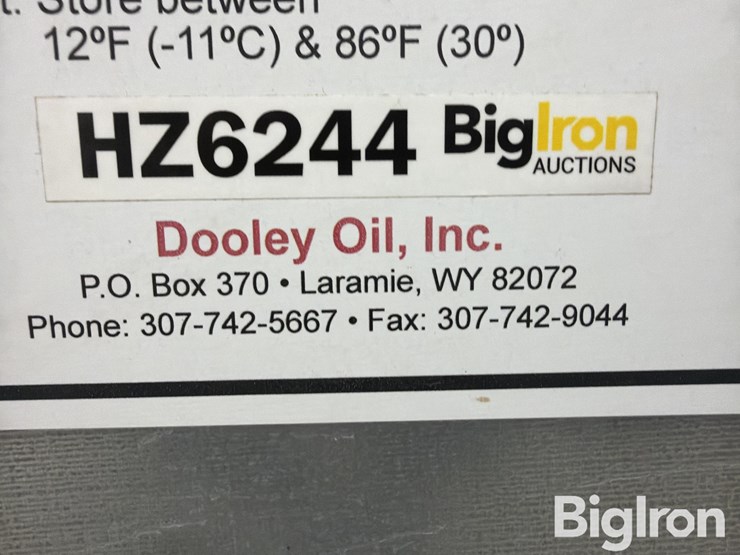 t. Store between
12ºF (-11ºC) & 86ºF (30º)
HZ6244 BigIron
AUCTIONS
Dooley Oil, Inc.
P.O. Box 370 • Laramie, WY 82072
Phone: 307-742-5667 • Fax: 307-742-9044
BigIron